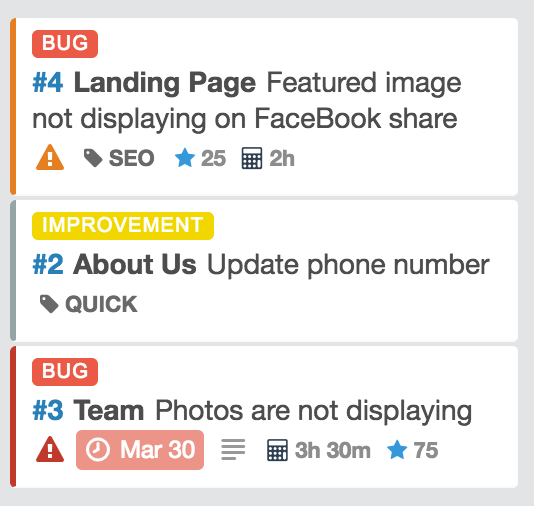 BUG
#4 Landing Page Featured image
not displaying on FaceBook share
SEO 25 2h
IMPROVEMENT
#2 About Us Update phone number
QUICK
BUG
#3 Team Photos are not displaying
Mar 30 3h 30m 75